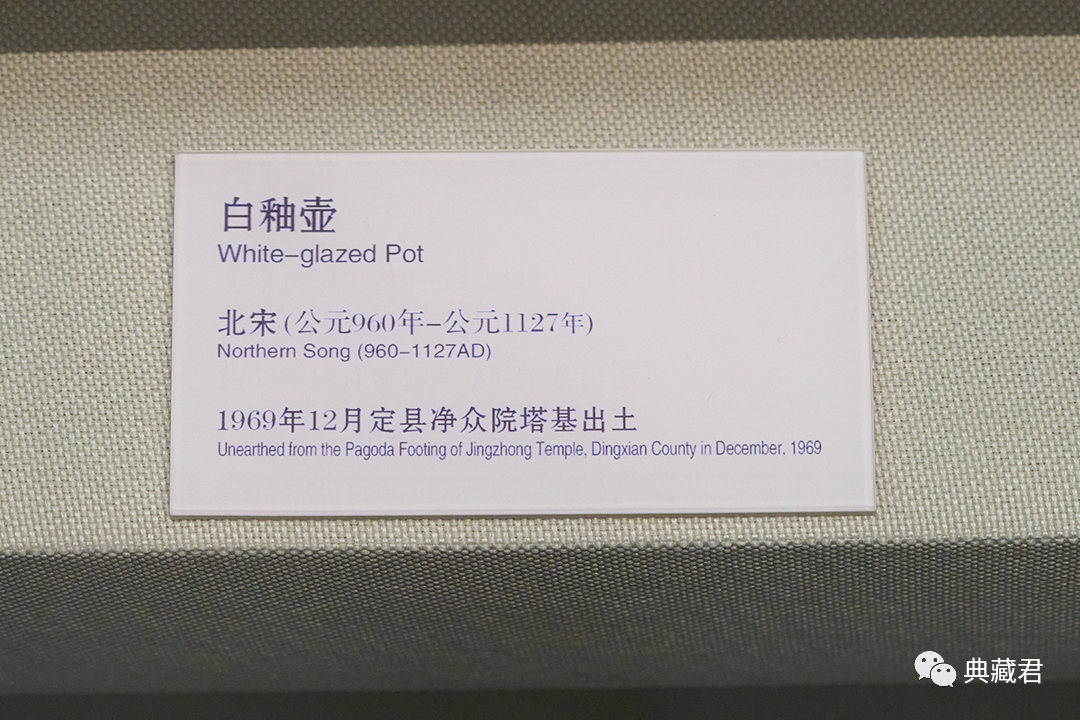 白釉壶
White-glazed Pot
北宋(公元960年-公元1127年)
Northern Song (960-1127AD)
1969年12月定县净众院塔基出土
Unearthed from the Pagoda Footing of Jingzhong Temple, Dingxian County in December, 1969
典藏君